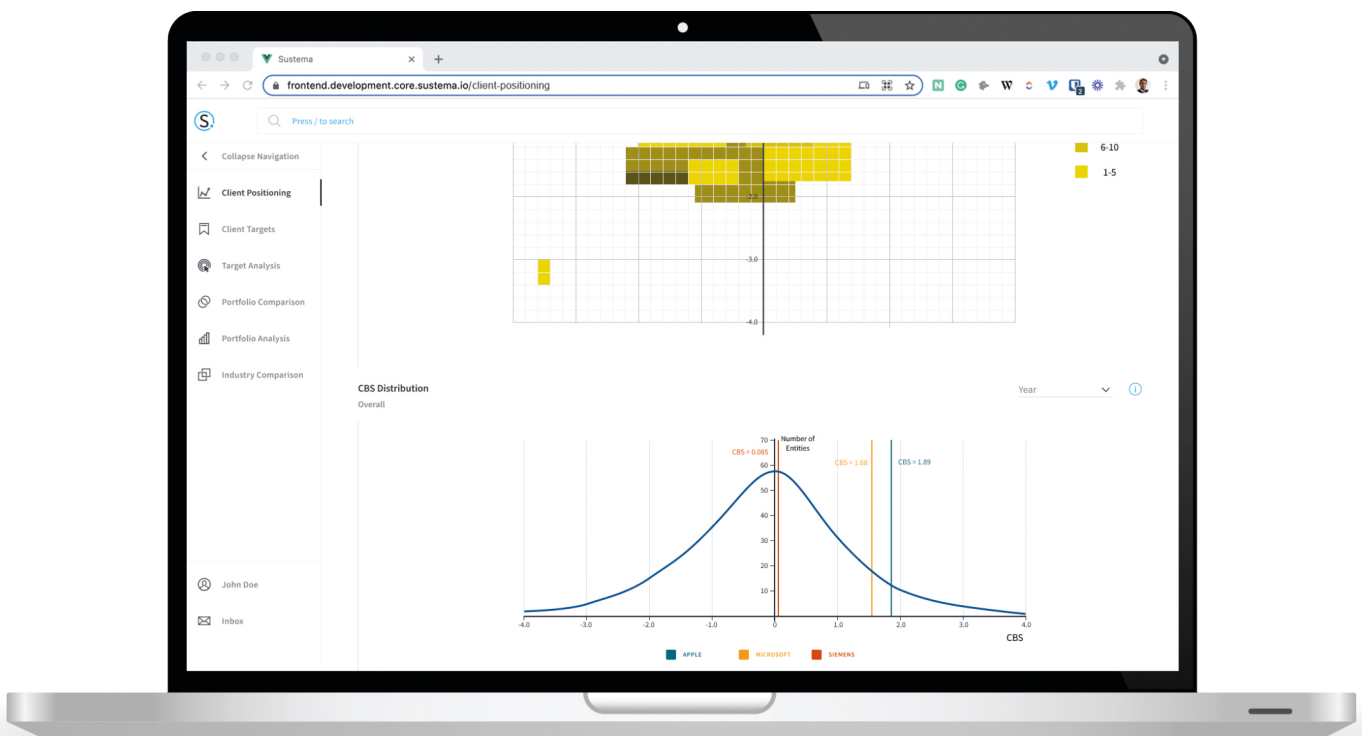 Sustema
frontend.development.core.sustema.io/client-positioning
N
G
W
2
S.
Press / to search
Collapse Navigation
6-10
Client Positioning
1-5
-2.0
Client Targets
-3.0
Target Analysis
Portfolio Comparison
-4.0
Portfolio Analysis
Industry Comparison
CBS Distribution
Year
Overall
70
Number of
Entities
CBS = 0.085
CBS = 1.68
CBS = 1.89
60
50
40
30
20
10
John Doe
Inbox
-4.0 -3.0 -2.0 -1.0 0 1.0 2.0 3.0 4.0
CBS
APPLE MICROSOFT SIEMENS